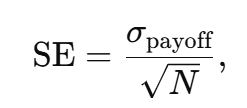 SE = σ_payoff / √N,